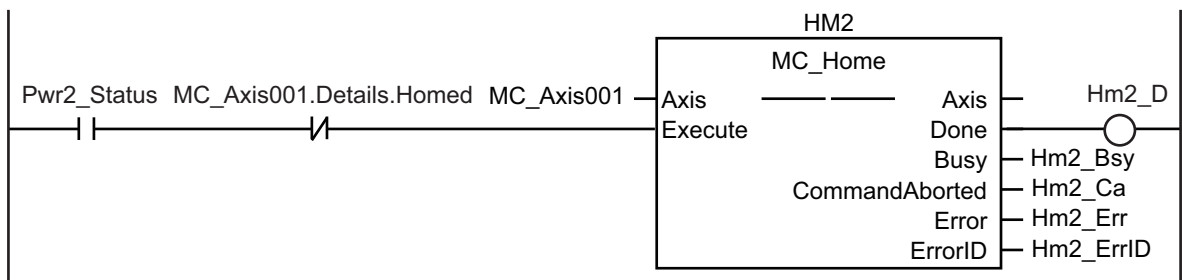 HM2
MC_Home
Pwr2_Status MC_Axis001.Details.Homed MC_Axis001 Axis Axis Hm2_D
Execute Done
Busy Hm2_Bsy
CommandAborted Hm2_Ca
Error Hm2_Err
ErrorID Hm2_ErrID